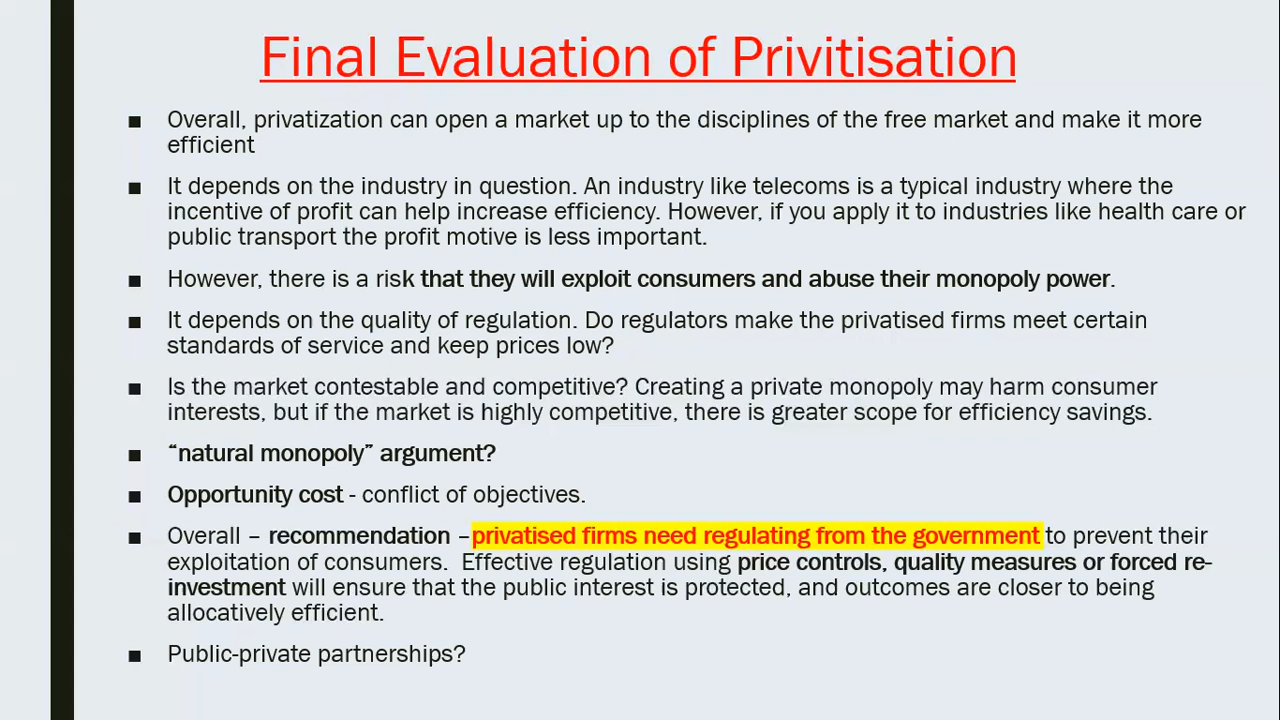 Final Evaluation of Privitisation
■ Overall, privatization can open a market up to the disciplines of the free market and make it more
efficient
■ It depends on the industry in question. An industry like telecoms is a typical industry where the
incentive of profit can help increase efficiency. However, if you apply it to industries like health care or
public transport the profit motive is less important.
■ However, there is a risk that they will exploit consumers and abuse their monopoly power.
■ It depends on the quality of regulation. Do regulators make the privatised firms meet certain
standards of service and keep prices low?
■ Is the market contestable and competitive? Creating a private monopoly may harm consumer
interests, but if the market is highly competitive, there is greater scope for efficiency savings.
■ “natural monopoly” argument?
■ Opportunity cost - conflict of objectives.
■ Overall – recommendation –privatised firms need regulating from the government to prevent their
exploitation of consumers.  Effective regulation using price controls, quality measures or forced re-
investment will ensure that the public interest is protected, and outcomes are closer to being
allocatively efficient.
■ Public-private partnerships?